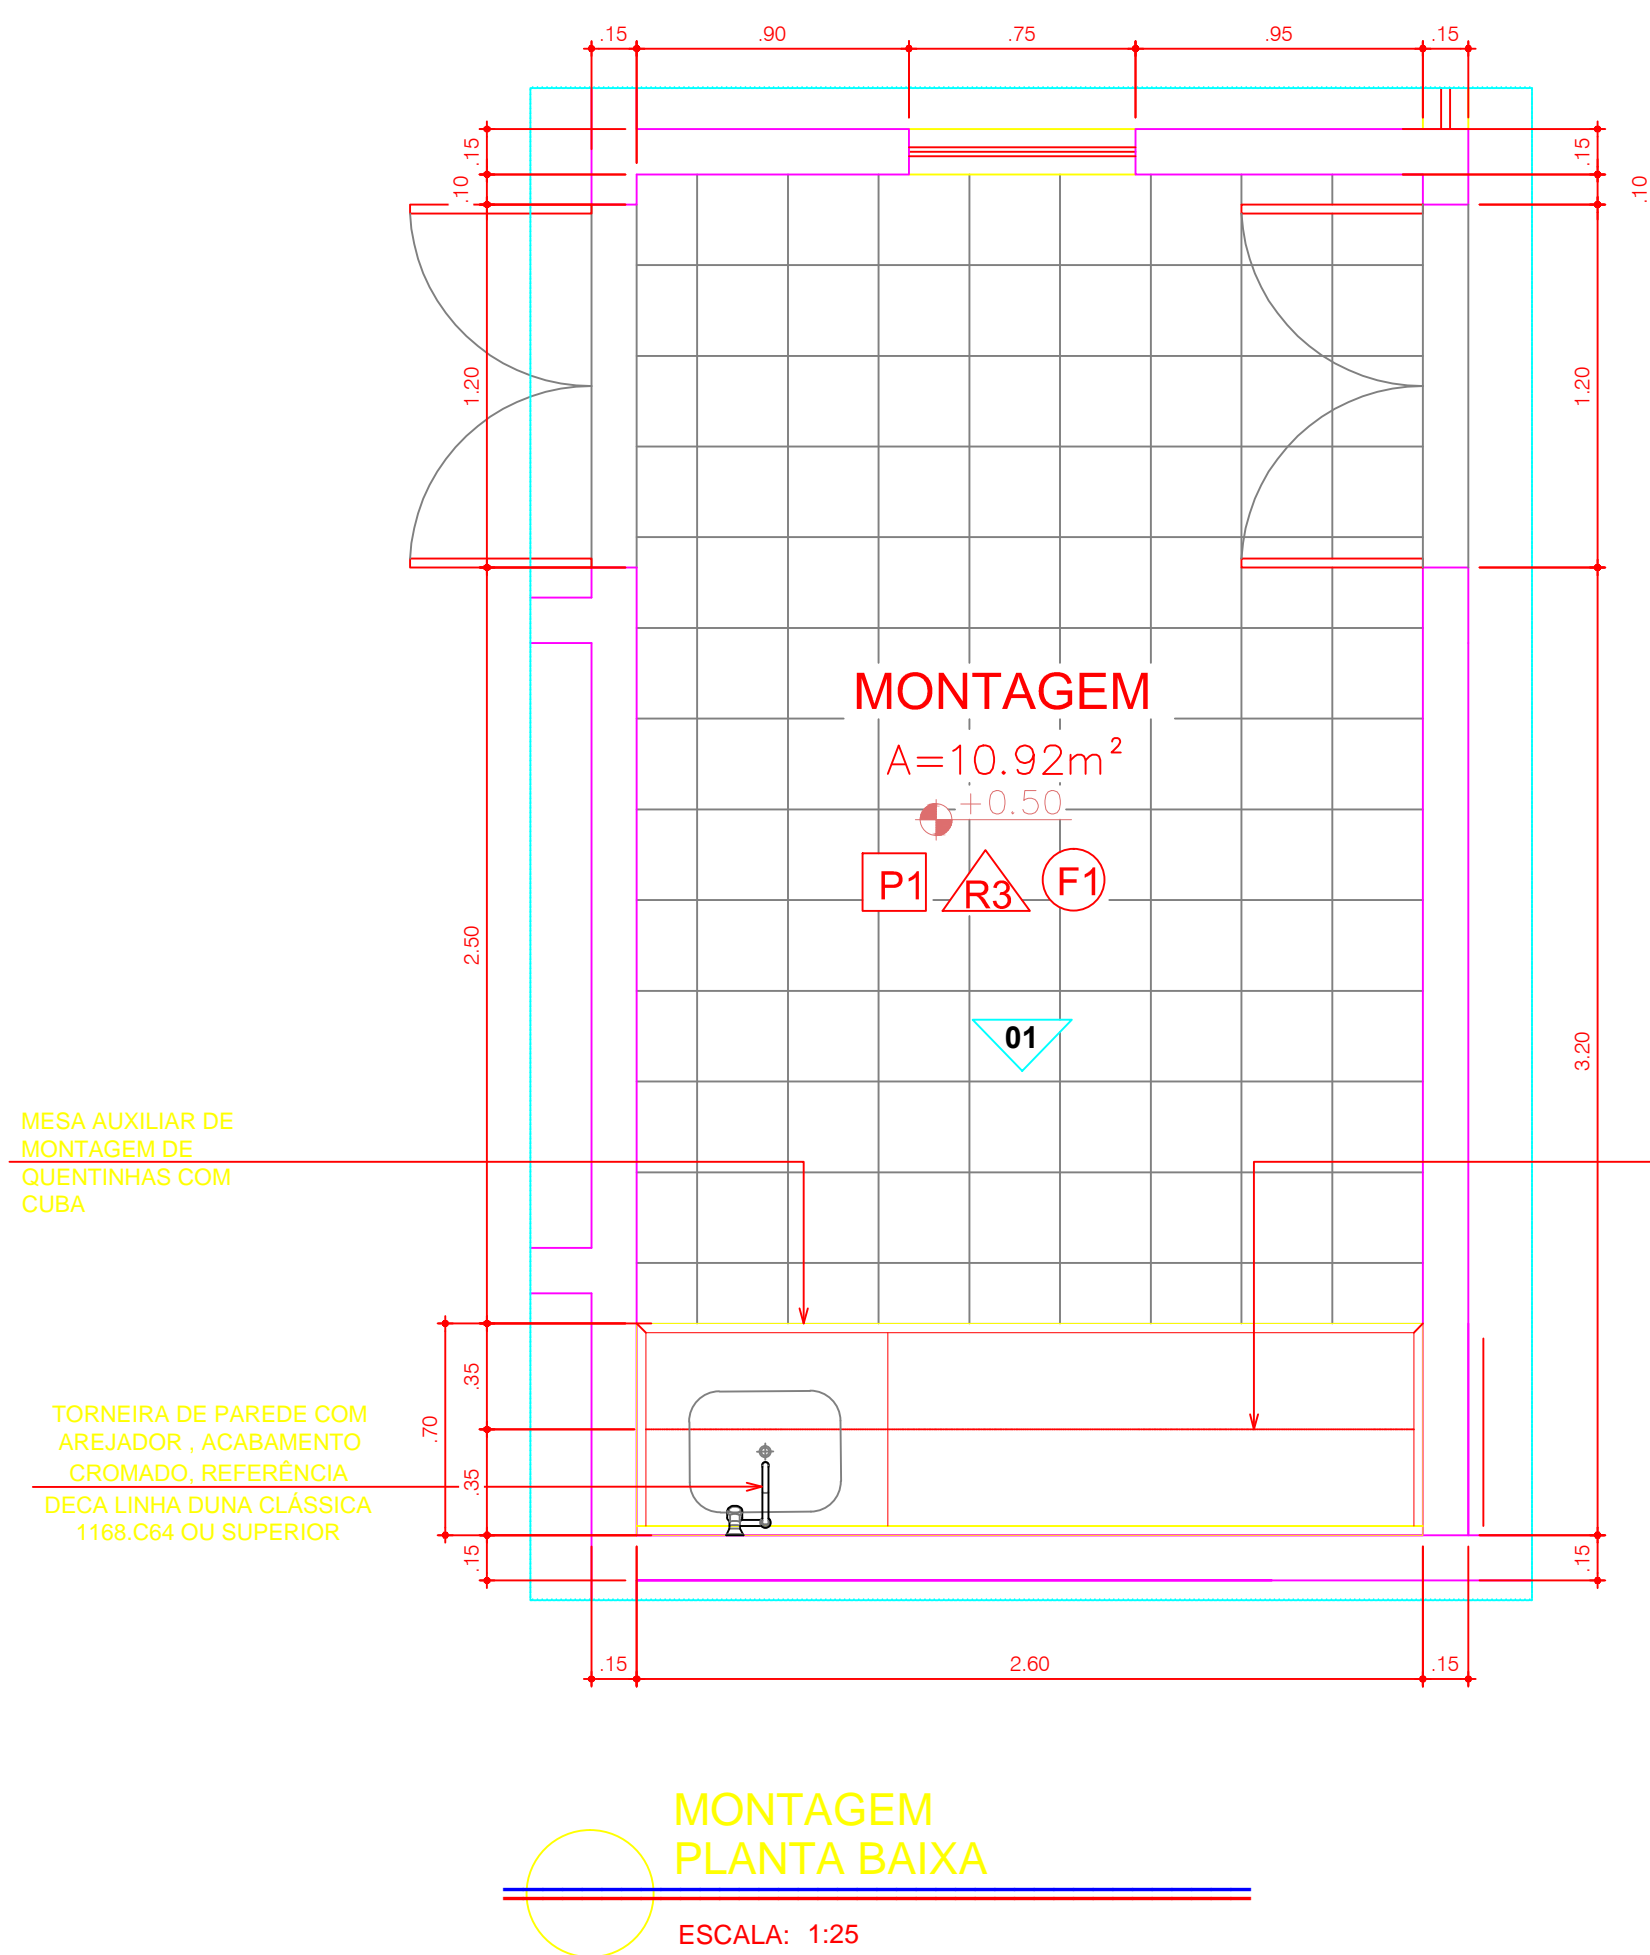 .15
.90
.75
.95
.15
.15
.10
.15
.10
1.20
1.20
MONTAGEM
A=10.92m²
+0.50
P1
R3
F1
2.50
01
3.20
MESA AUXILIAR DE
MONTAGEM DE
QUENTINHAS COM
CUBA
.35
.70
TORNEIRA DE PAREDE COM
AREJADOR , ACABAMENTO
CROMADO, REFERÊNCIA
DECA LINHA DUNA CLÁSSICA
1168.C64 OU SUPERIOR
.35
.15
.15
.15
2.60
.15
MONTAGEM
PLANTA BAIXA
ESCALA: 1:25